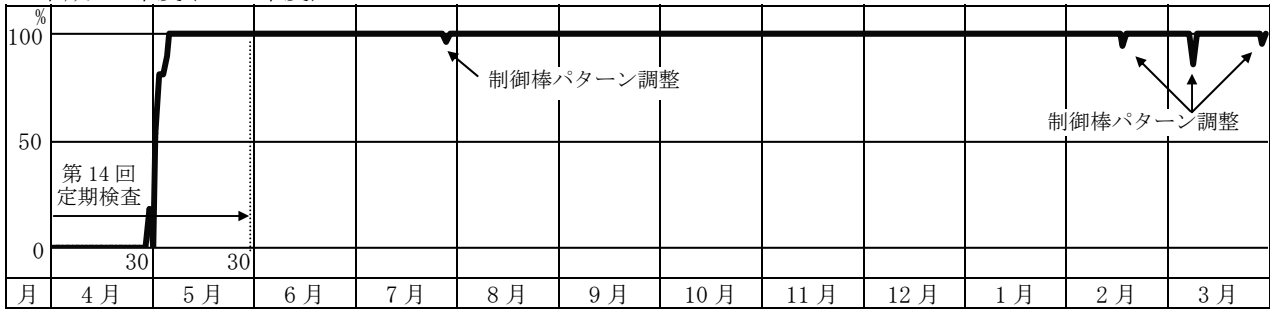 %
100
制御棒パターン調整
制御棒パターン調整
50
第14回
定期検査
0
30
30
月 4月 5月 6月 7月 8月 9月 10月 11月 12月 1月 2月 3月